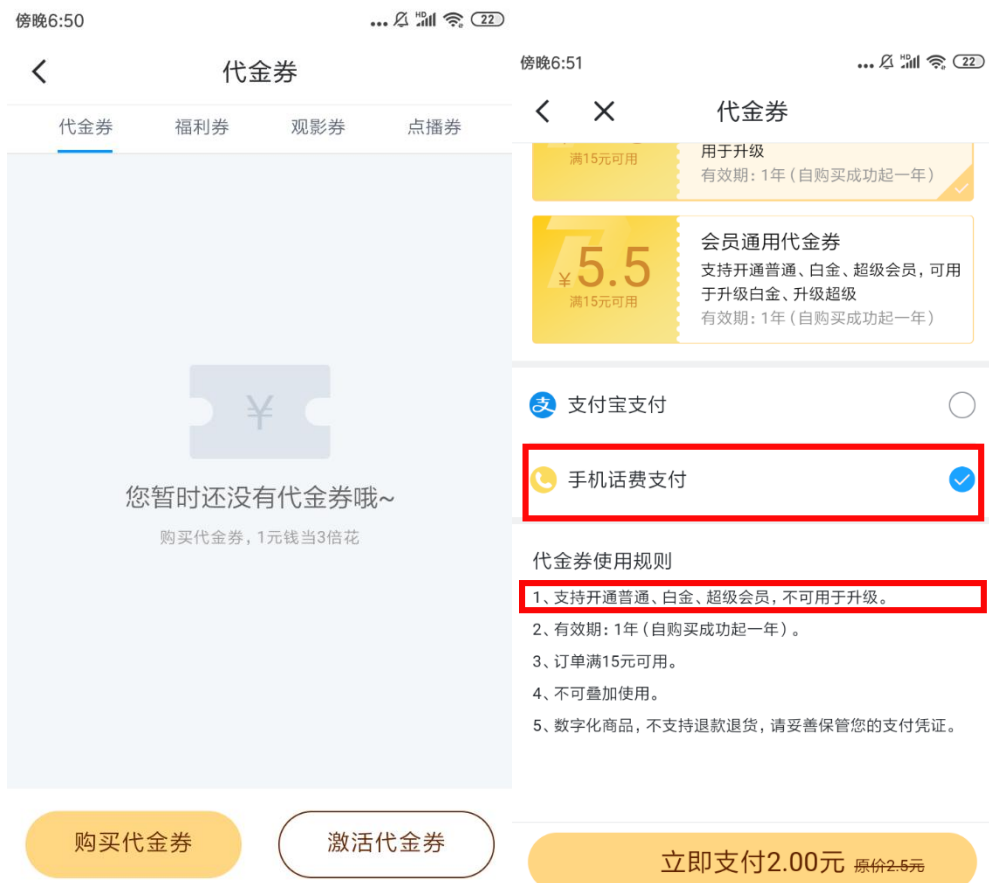 傍晚6:50
HD
22
代金券
代金券
福利券
观影券
点播券
¥
您暂时还没有代金券哦~
购买代金券，1元钱当3倍花
购买代金券
激活代金券
傍晚6:51
HD
22
代金券
满15元可用
用于升级
有效期：1年（自购买成功起一年）
¥5.5
满15元可用
会员通用代金券
支持开通普通、白金、超级会员，可用
于升级白金、升级超级
有效期：1年（自购买成功起一年）
支 支付宝支付
手机话费支付
代金券使用规则
1、支持开通普通、白金、超级会员，不可用于升级。
2、有效期：1年（自购买成功起一年）。
3、订单满15元可用。
4、不可叠加使用。
5、数字化商品，不支持退款退货，请妥善保管您的支付凭证。
立即支付2.00元 原价2.5元